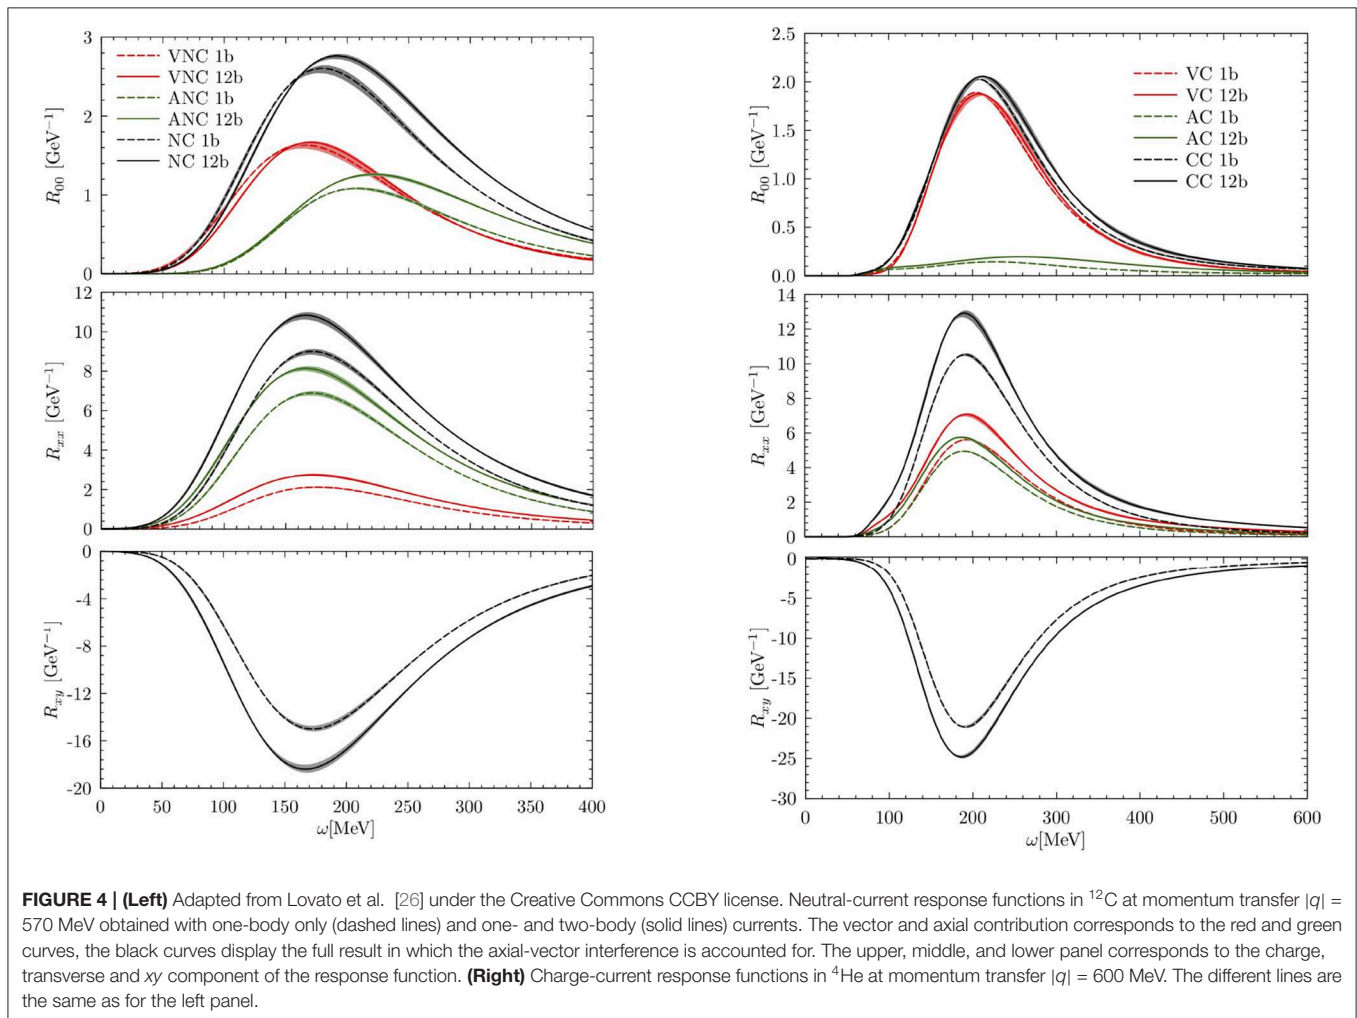 3
2
1
0
R00 [GeV−1]
VNC 1b
VNC 12b
ANC 1b
ANC 12b
NC 1b
NC 12b
12
10
8
6
4
2
0
Rxx [GeV−1]
0
-4
-8
-12
-16
-20
Rxy [GeV−1]
0 50 100 150 200 250 300 350 400
ω[MeV]
2.5
2.0
1.5
1.0
0.5
0.0
R00 [GeV−1]
VC 1b
VC 12b
AC 1b
AC 12b
CC 1b
CC 12b
14
12
10
8
6
4
2
0
Rxx [GeV−1]
0
-5
-10
-15
-20
-25
-30
Rxy [GeV−1]
0 100 200 300 400 500 600
ω[MeV]
FIGURE 4 | (Left) Adapted from Lovato et al. [26] under the Creative Commons CCBY license. Neutral-current response functions in 12C at momentum transfer |q| =
570 MeV obtained with one-body only (dashed lines) and one- and two-body (solid lines) currents. The vector and axial contribution corresponds to the red and green
curves, the black curves display the full result in which the axial-vector interference is accounted for. The upper, middle, and lower panel corresponds to the charge,
transverse and xy component of the response function. (Right) Charge-current response functions in 4He at momentum transfer |q| = 600 MeV. The different lines are
the same as for the left panel.